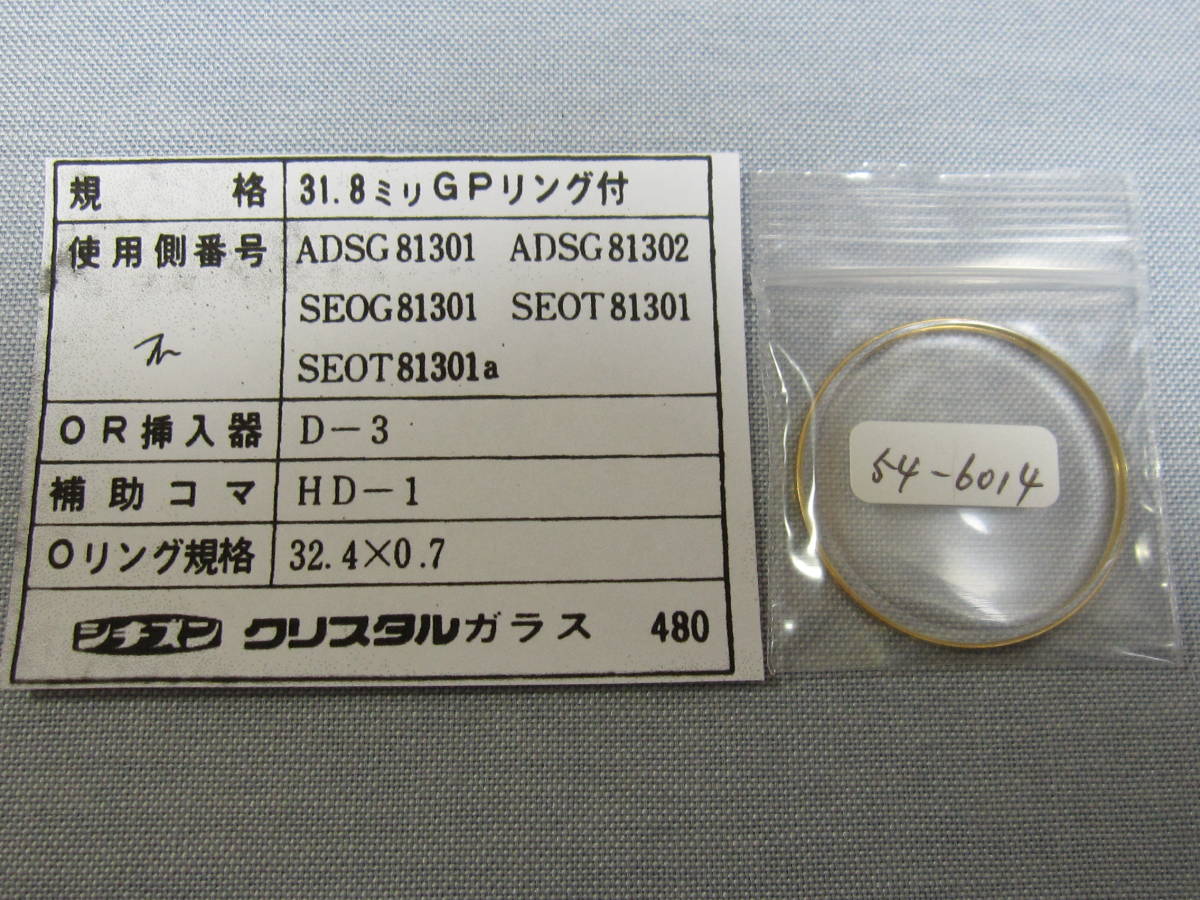 規格 31.8ミリGPリング付
使用側番号 ADSG81301 ADSG81302
SEOG81301 SEOT81301
SEOT81301a
OR挿入器 D-3
補助コマ HD-1
Oリング規格 32.4×0.7
シチズン クリスタルガラス 480
54-6014